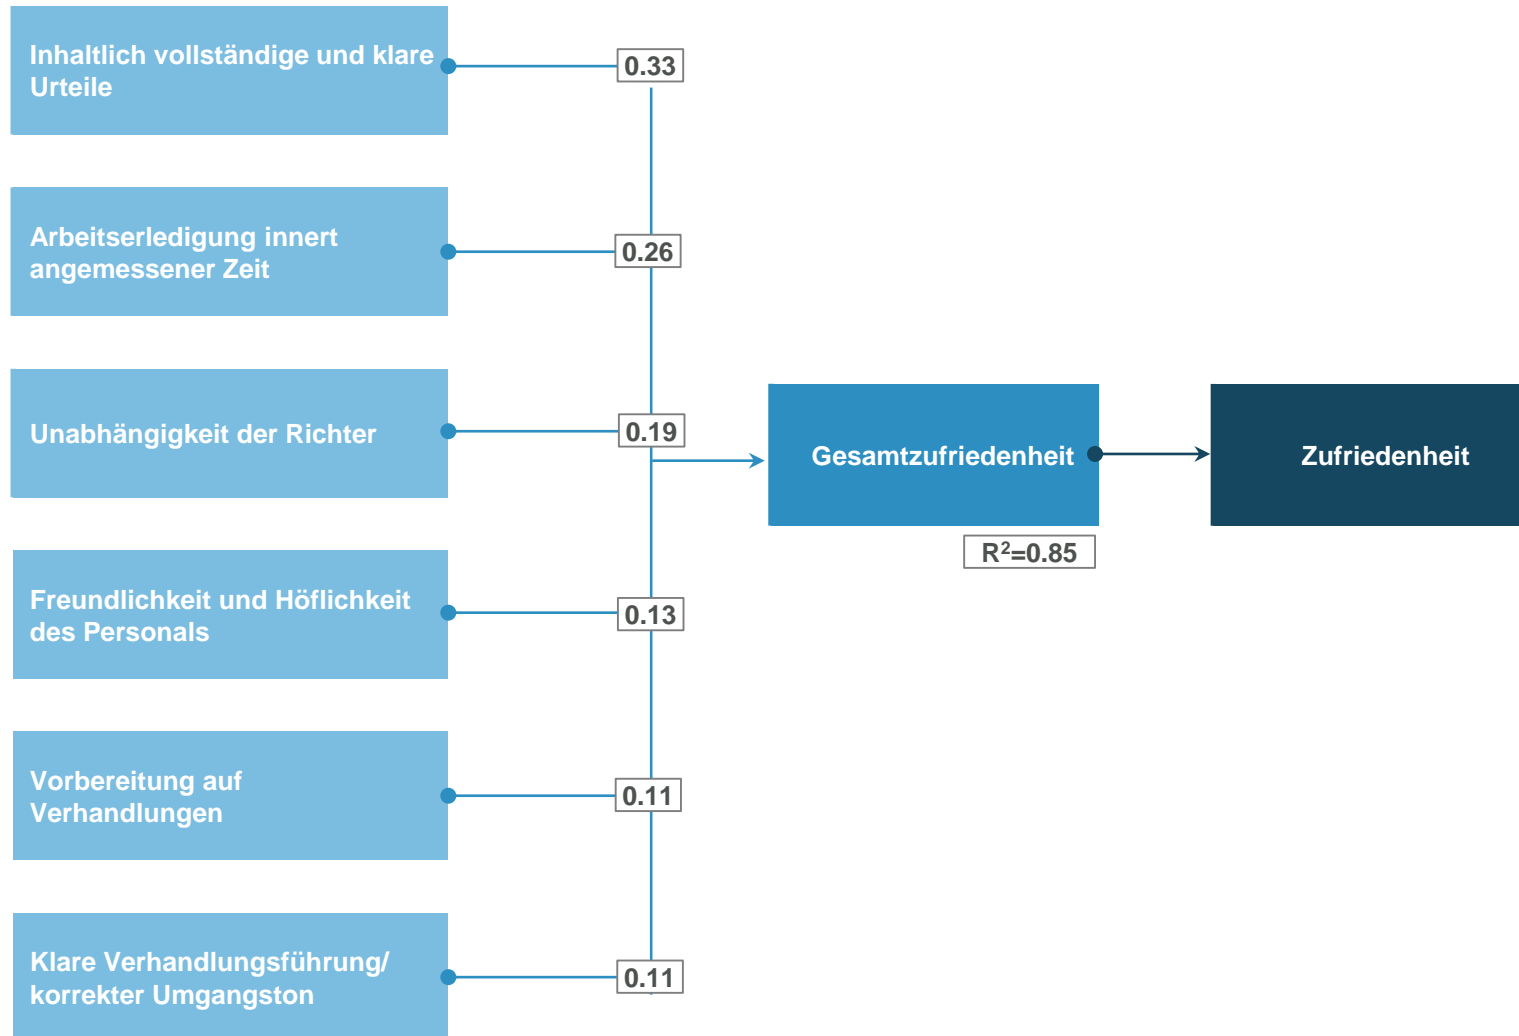 Inhaltlich vollständige und klare
Urteile
0.33
Arbeitserledigung innert
angemessener Zeit
0.26
Unabhängigkeit der Richter
0.19
Gesamtzufriedenheit
Zufriedenheit
R²=0.85
Freundlichkeit und Höflichkeit
des Personals
0.13
Vorbereitung auf
Verhandlungen
0.11
Klare Verhandlungsführung/
korrekter Umgangston
0.11